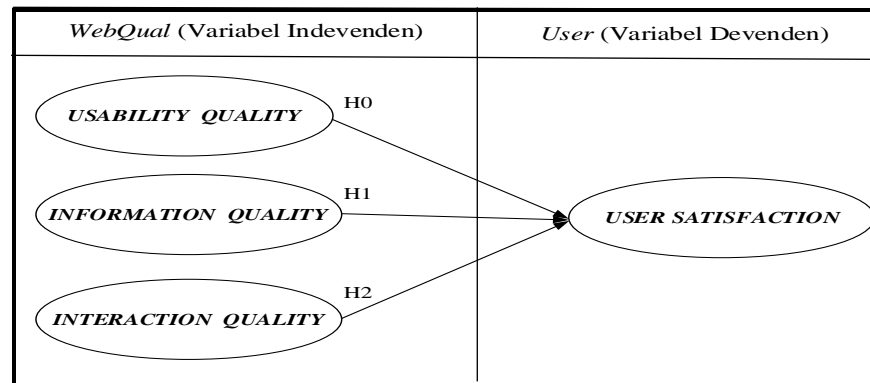 WebQual (Variabel Indevenden)
User (Variabel Devenden)
USABILITY QUALITY
H0
INFORMATION QUALITY
H1
USER SATISFACTION
INTERACTION QUALITY
H2